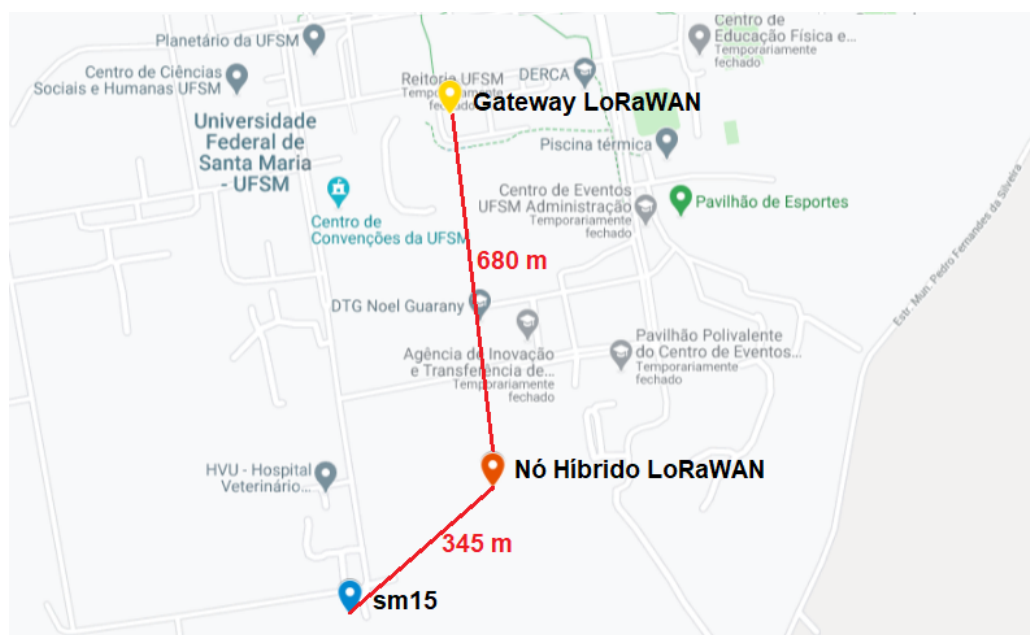 Planetário da UFSM
Centro de
Educação Física e...
Temporariamente
fechado
Centro de Ciências
Sociais e Humanas UFSM
Reitoria UFSM
DERCA
Gateway LoRaWAN
Universidade
Federal de
Santa Maria
- UFSM
Piscina térmica
Centro de
Convenções da UFSM
Centro de Eventos
UFSM Administração
Temporariamente
fechado
Pavilhão de Esportes
Estr. Mun. Pedro Fernandes da Silveira
680 m
DTG Noel Guarany
Agência de Inovação
e Transferência de...
Temporariamente
fechado
Pavilhão Polivalente
do Centro de Eventos...
Temporariamente
fechado
HVU - Hospital
Veterinário...
Nó Híbrido LoRaWAN
345 m
sm15